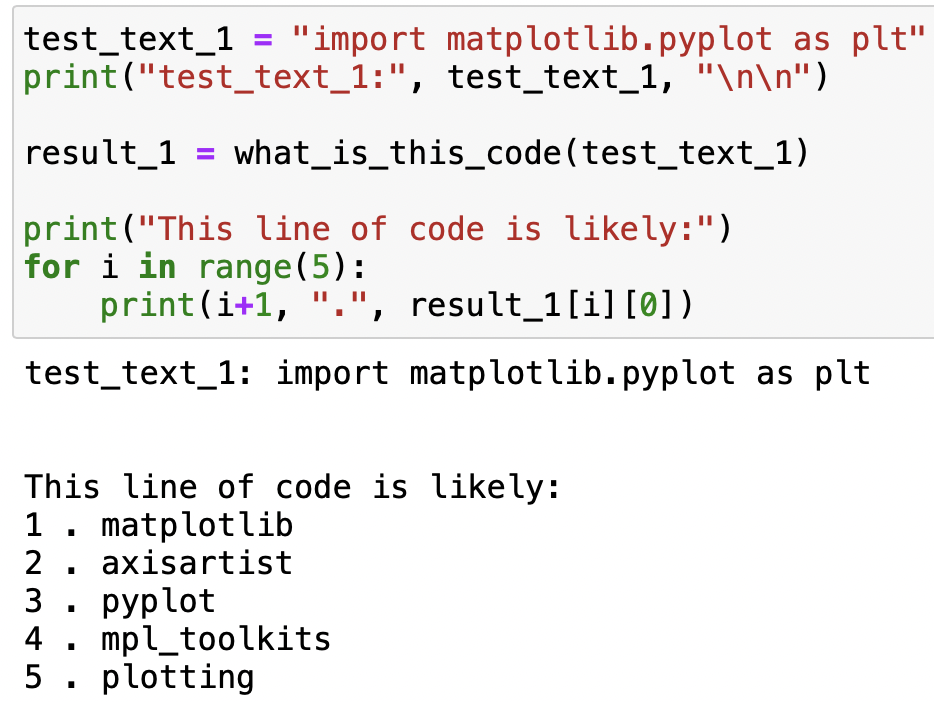 test_text_1 = "import matplotlib.pyplot as plt"
print("test_text_1:", test_text_1, "\n\n")
result_1 = what_is_this_code(test_text_1)
print("This line of code is likely:")
for i in range(5):
    print(i+1, ".", result_1[i][0])
test_text_1: import matplotlib.pyplot as plt
This line of code is likely:
1 . matplotlib
2 . axisartist
3 . pyplot
4 . mpl_toolkits
5 . plotting